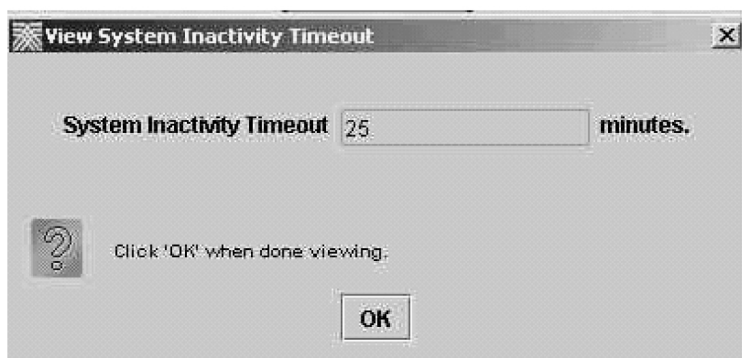 View System Inactivity Timeout
System Inactivity Timeout 25 minutes.
Click 'OK' when done viewing.
OK